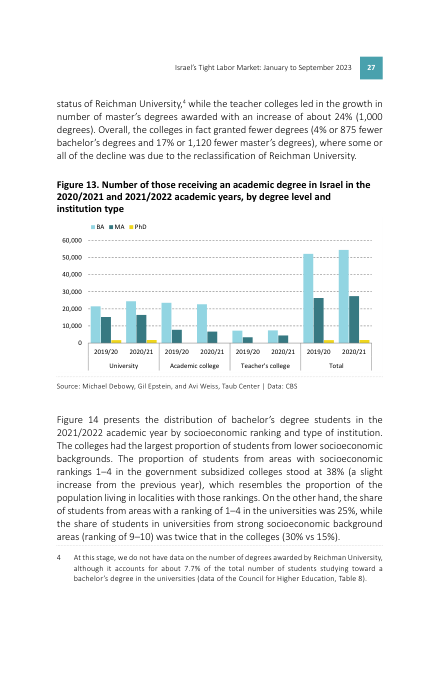 Israel's Tight Labor Market: January to September 2023 27
status of Reichman University,4 while the teacher colleges led in the growth in
number of master's degrees awarded with an increase of about 24% (1,000
degrees). Overall, the colleges in fact granted fewer degrees (4% or 875 fewer
bachelor's degrees and 17% or 1,120 fewer master's degrees), where some or
all of the decline was due to the reclassification of Reichman University.
Figure 13. Number of those receiving an academic degree in Israel in the
2020/2021 and 2021/2022 academic years, by degree level and
institution type
BA MA PhD
60,000
50,000
40,000
30,000
20,000
10,000
0
2019/20 2020/21 2019/20 2020/21 2019/20 2020/21 2019/20 2020/21
University Academic college Teacher's college Total
Source: Michael Debowy, Gil Epstein, and Avi Weiss, Taub Center | Data: CBS
Figure 14 presents the distribution of bachelor's degree students in the
2021/2022 academic year by socioeconomic ranking and type of institution.
The colleges had the largest proportion of students from lower socioeconomic
backgrounds. The proportion of students from areas with socioeconomic
rankings 1–4 in the government subsidized colleges stood at 38% (a slight
increase from the previous year), which resembles the proportion of the
population living in localities with those rankings. On the other hand, the share
of students from areas with a ranking of 1–4 in the universities was 25%, while
the share of students in universities from strong socioeconomic background
areas (ranking of 9–10) was twice that in the colleges (30% vs 15%).
4 At this stage, we do not have data on the number of degrees awarded by Reichman University,
although it accounts for about 7.7% of the total number of students studying toward a
bachelor's degree in the universities (data of the Council for Higher Education, Table 8).